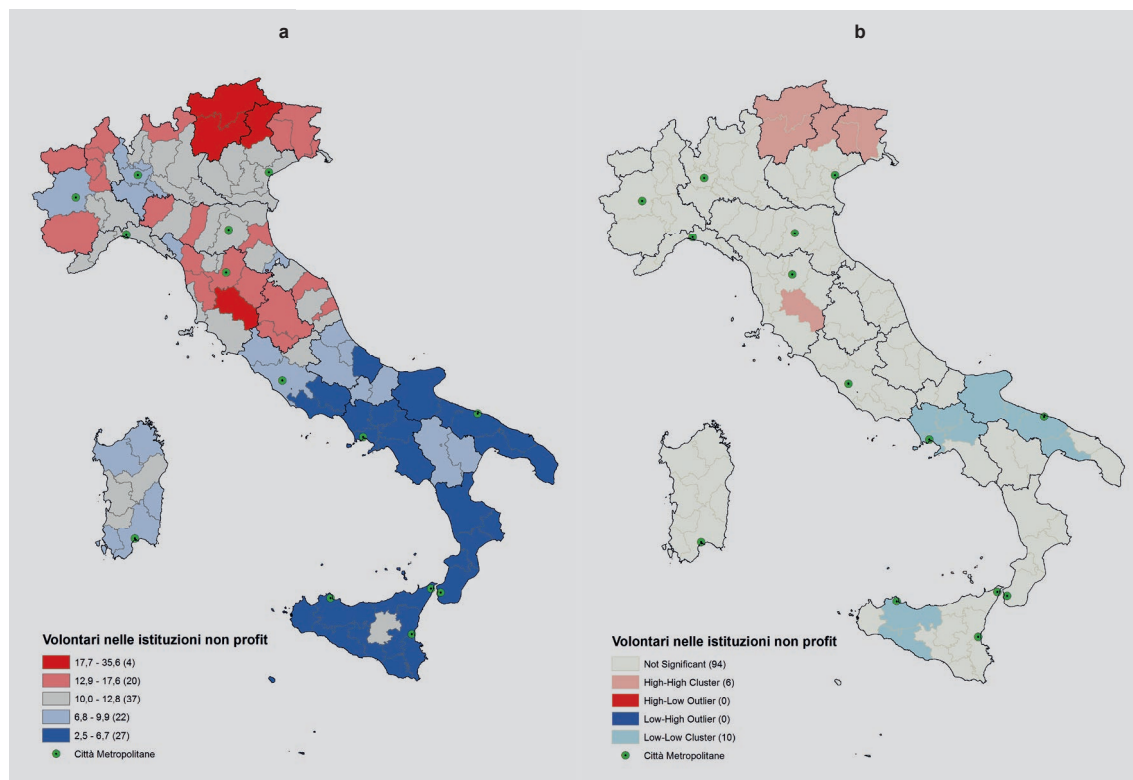 a
b
Volontari nelle istituzioni non profit
17,7 - 35,6 (4)
12,9 - 17,6 (20)
10,0 - 12,8 (37)
6,8 - 9,9 (22)
2,5 - 6,7 (27)
Città Metropolitane
Volontari nelle istituzioni non profit
Not Significant (94)
High-High Cluster (6)
High-Low Outlier (0)
Low-High Outlier (0)
Low-Low Cluster (10)
Città Metropolitane